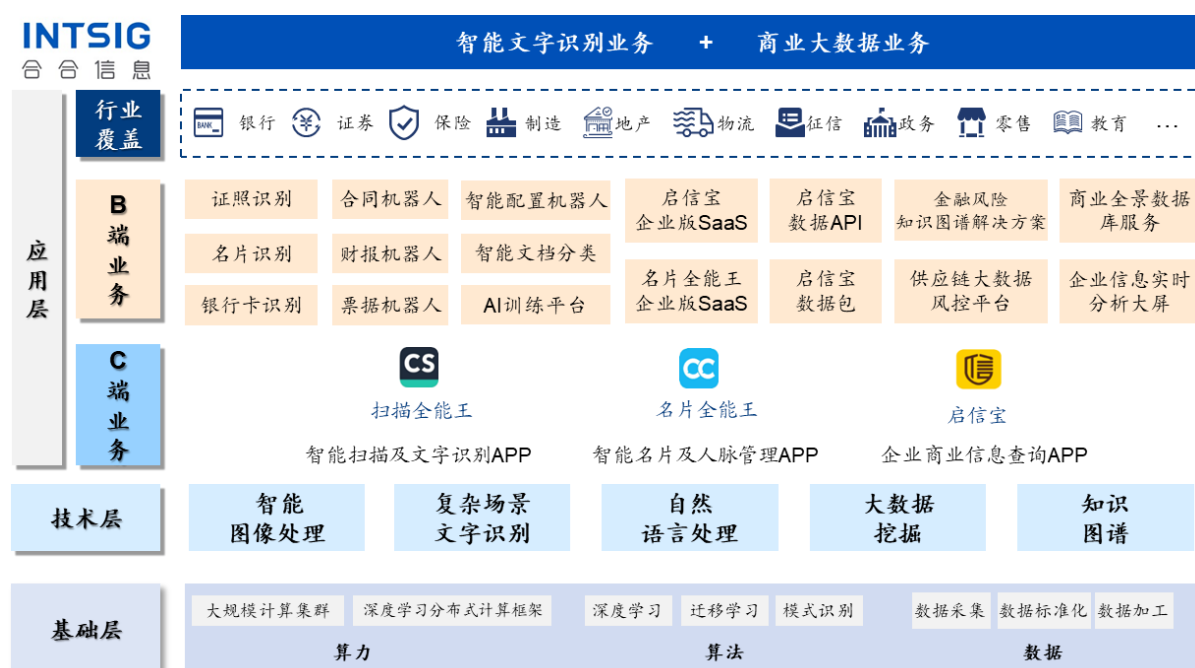 INTSIG
合合信息
智能文字识别业务 + 商业大数据业务
行业
覆盖
BANK
银行
证券
保险
制造
地产
物流
征信
政务
零售
教育
...
应
用
层
B
端
业
务
证照识别
合同机器人
智能配置机器人
名片识别
财报机器人
智能文档分类
银行卡识别
票据机器人
AI训练平台
启信宝
企业版SaaS
启信宝
数据API
金融风险
知识图谱解决方案
商业全景数据
库服务
名片全能王
企业版SaaS
启信宝
数据包
供应链大数据
风控平台
企业信息实时
分析大屏
C
端
业
务
CS
扫描全能王
智能扫描及文字识别APP
CC
名片全能王
智能名片及人脉管理APP
信
启信宝
企业商业信息查询APP
技术层
智能
图像处理
复杂场景
文字识别
自然
语言处理
大数据
挖掘
知识
图谱
基础层
大规模计算集群
深度学习分布式计算框架
算力
深度学习
迁移学习
模式识别
算法
数据采集
数据标准化
数据加工
数据